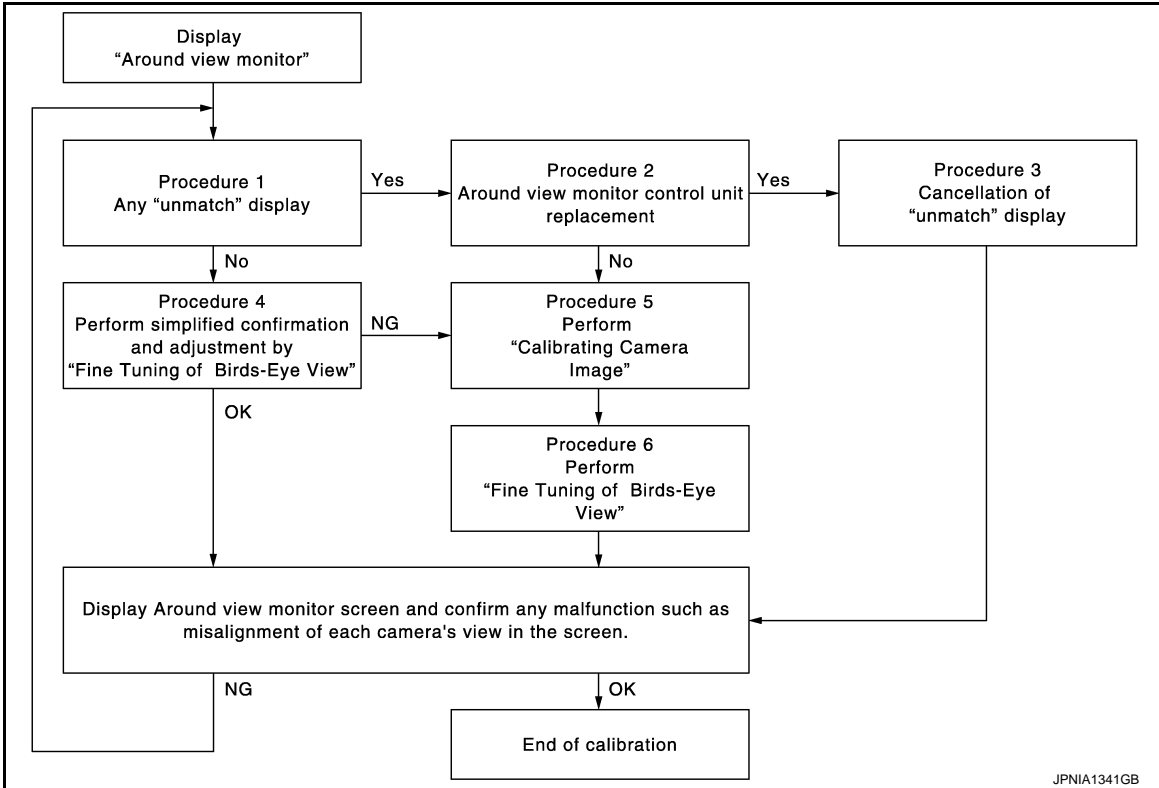 Display
“Around view monitor”
Procedure 1
Any “unmatch” display
Yes
Procedure 2
Around view monitor control unit
replacement
Yes
Procedure 3
Cancellation of
“unmatch” display
No
No
Procedure 4
Perform simplified confirmation
and adjustment by
“Fine Tuning of Birds-Eye View”
NG
Procedure 5
Perform
“Calibrating Camera
Image”
OK
Procedure 6
Perform
“Fine Tuning of Birds-Eye
View”
Display Around view monitor screen and confirm any malfunction such as
misalignment of each camera's view in the screen.
NG
OK
End of calibration
JPNIA1341GB